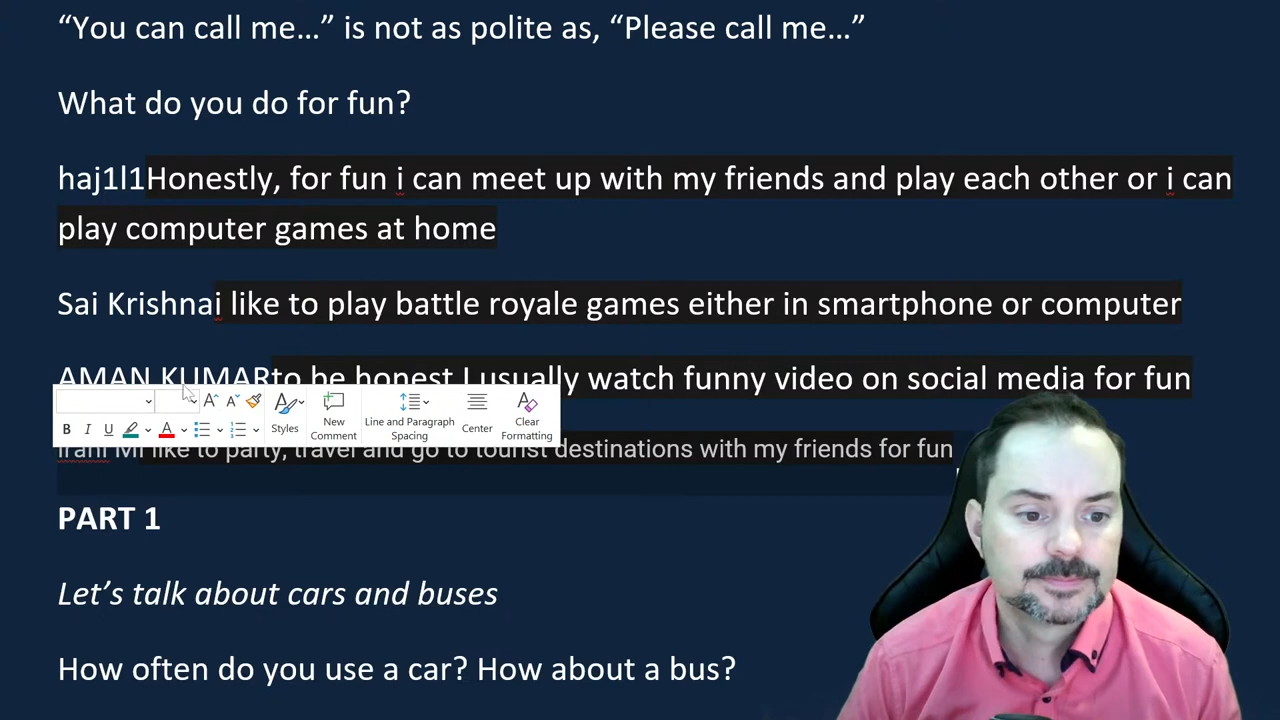 “You can call me…” is not as polite as, “Please call me…”
What do you do for fun?
haj1l1Honestly, for fun i can meet up with my friends and play each other or i can
play computer games at home
Sai Krishnai like to play battle royale games either in smartphone or computer
AMAN KUMARto be honest I usually watch funny video on social media for fun
like to party, travel and go to tourist destinations with my friends for fun
B I U Styles New Comment Line and Paragraph Spacing Center Clear Formatting
PART 1
Let’s talk about cars and buses
How often do you use a car? How about a bus?